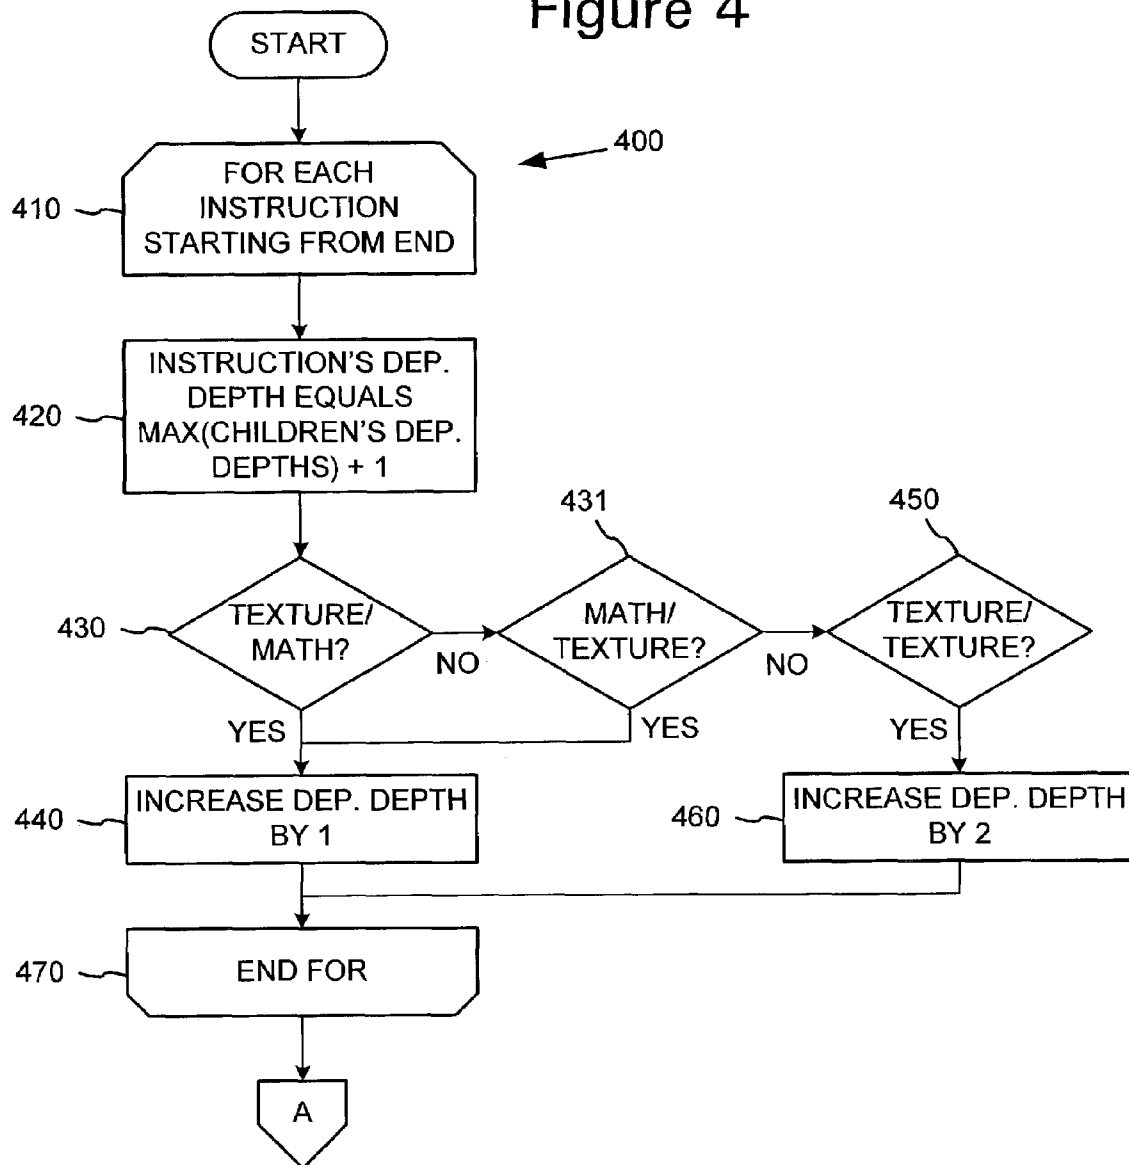 Figure 4
START
400
410
FOR EACH
INSTRUCTION
STARTING FROM END
420
INSTRUCTION'S DEP.
DEPTH EQUALS
MAX(CHILDREN'S DEP.
DEPTHS) + 1
430
TEXTURE/
MATH?
NO
431
MATH/
TEXTURE?
NO
450
TEXTURE/
TEXTURE?
YES
YES
YES
440
INCREASE DEP. DEPTH
BY 1
460
INCREASE DEP. DEPTH
BY 2
470
END FOR
A